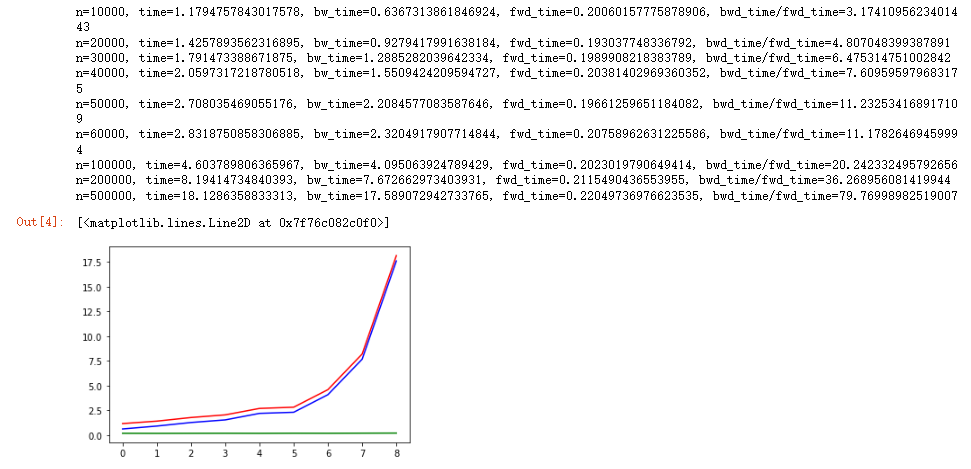 n=10000, time=1.1794757843017578, bw_time=0.6367313861846924, fwd_time=0.20060157775878906, bwd_time/fwd_time=3.17410956234014
43
n=20000, time=1.4257893562316895, bw_time=0.9279417991638184, fwd_time=0.193037748336792, bwd_time/fwd_time=4.807048399387891
n=30000, time=1.791473388671875, bw_time=1.2885282039642334, fwd_time=0.1989908218383789, bwd_time/fwd_time=6.475314751002842
n=40000, time=2.0597317218780518, bw_time=1.5509424209594727, fwd_time=0.20381402969360352, bwd_time/fwd_time=7.60959597968317
5
n=50000, time=2.708035469055176, bw_time=2.2084577083587646, fwd_time=0.19661259651184082, bwd_time/fwd_time=11.23253416891710
9
n=60000, time=2.8318750858306885, bw_time=2.3204917907714844, fwd_time=0.20758962631225586, bwd_time/fwd_time=11.1782646945999
4
n=100000, time=4.603789806365967, bw_time=4.095063924789429, fwd_time=0.2023019790649414, bwd_time/fwd_time=20.242332495792656
n=200000, time=8.19414734840393, bw_time=7.672662973403931, fwd_time=0.2115490436553955, bwd_time/fwd_time=36.268956081419944
n=500000, time=18.1286358833313, bw_time=17.589072942733765, fwd_time=0.22049736976623535, bwd_time/fwd_time=79.76998982519007
Out[4]: [<matplotlib.lines.Line2D at 0x7f76c082c0f0>]
17.5
15.0
12.5
10.0
7.5
5.0
2.5
0.0
0 1 2 3 4 5 6 7 8